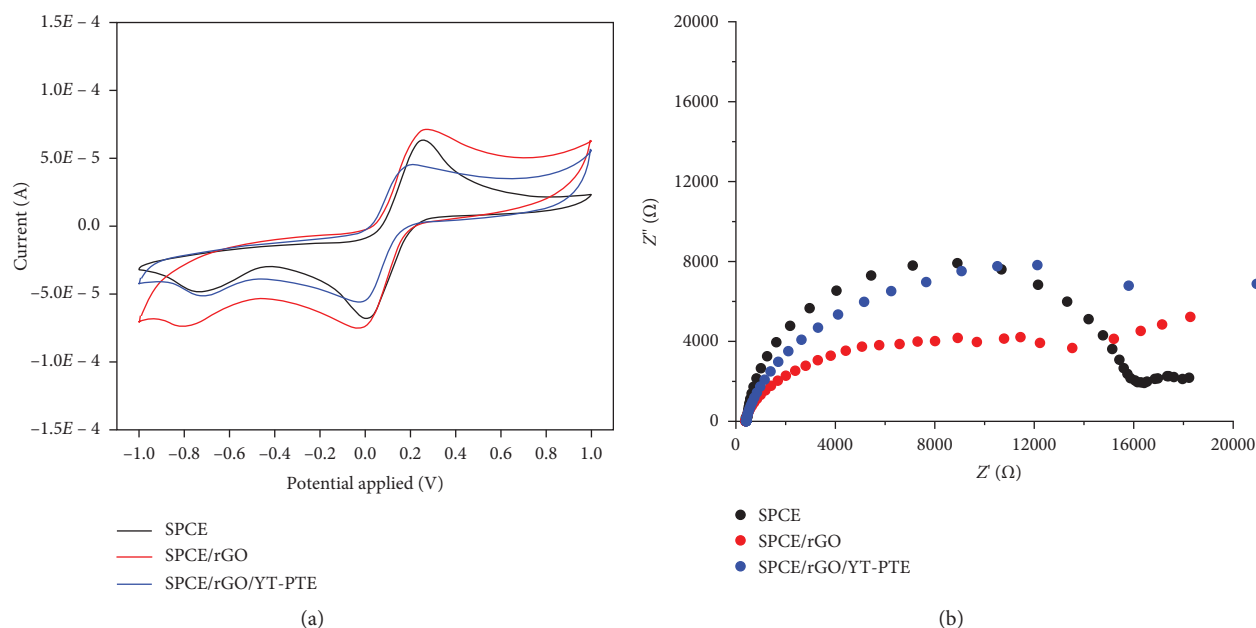 1.5E – 4
1.0E – 4
5.0E – 5
0.0
–5.0E – 5
–1.0E – 4
–1.5E – 4
Current (A)
–1.0 –0.8 –0.6 –0.4 –0.2 0.0 0.2 0.4 0.6 0.8 1.0
Potential applied (V)
SPCE
SPCE/rGO
SPCE/rGO/YT-PTE
(a)
20000
16000
12000
8000
4000
0
Z″ (Ω)
0 4000 8000 12000 16000 20000
Z′ (Ω)
SPCE
SPCE/rGO
SPCE/rGO/YT-PTE
(b)